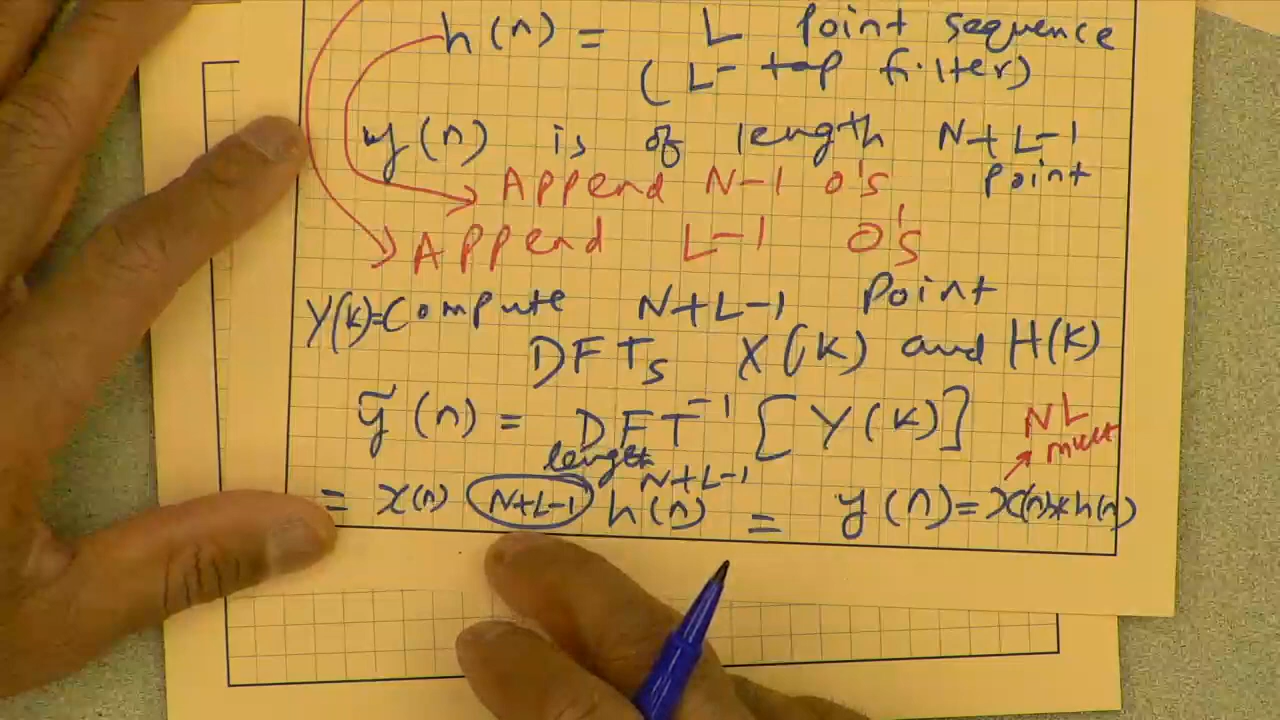 h(n) = L point sequence
(L-tap filter)
y(n) is of length N+L-1
point
Append N-1 0's
Append L-1 0's
Y(k)=Compute N+L-1 Point
DFTs X(k) and H(k)
ỹ(n) = DFT⁻¹ [Y(k)] NL
mult
length N+L-1
= x(n) (N+L-1) h(n) = y(n)=x(n)*h(n)